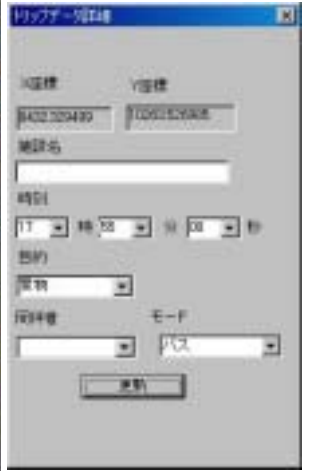 トリップデータ詳細
X座標 Y座標
施設名
時刻
17 時 分 秒
目的
買物
同伴者 モード
バス
更新